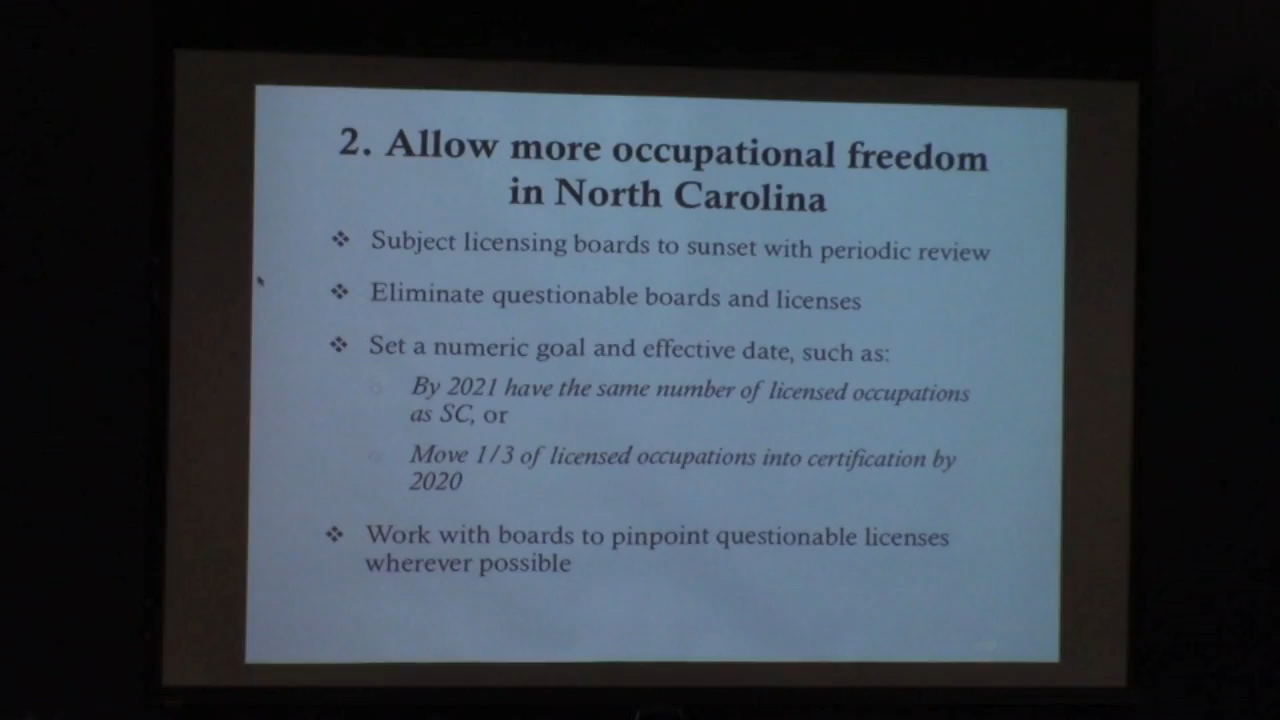 2. Allow more occupational freedom
in North Carolina
❖ Subject licensing boards to sunset with periodic review
❖ Eliminate questionable boards and licenses
❖ Set a numeric goal and effective date, such as:
○ By 2021 have the same number of licensed occupations
as SC, or
○ Move 1/3 of licensed occupations into certification by
2020
❖ Work with boards to pinpoint questionable licenses
wherever possible